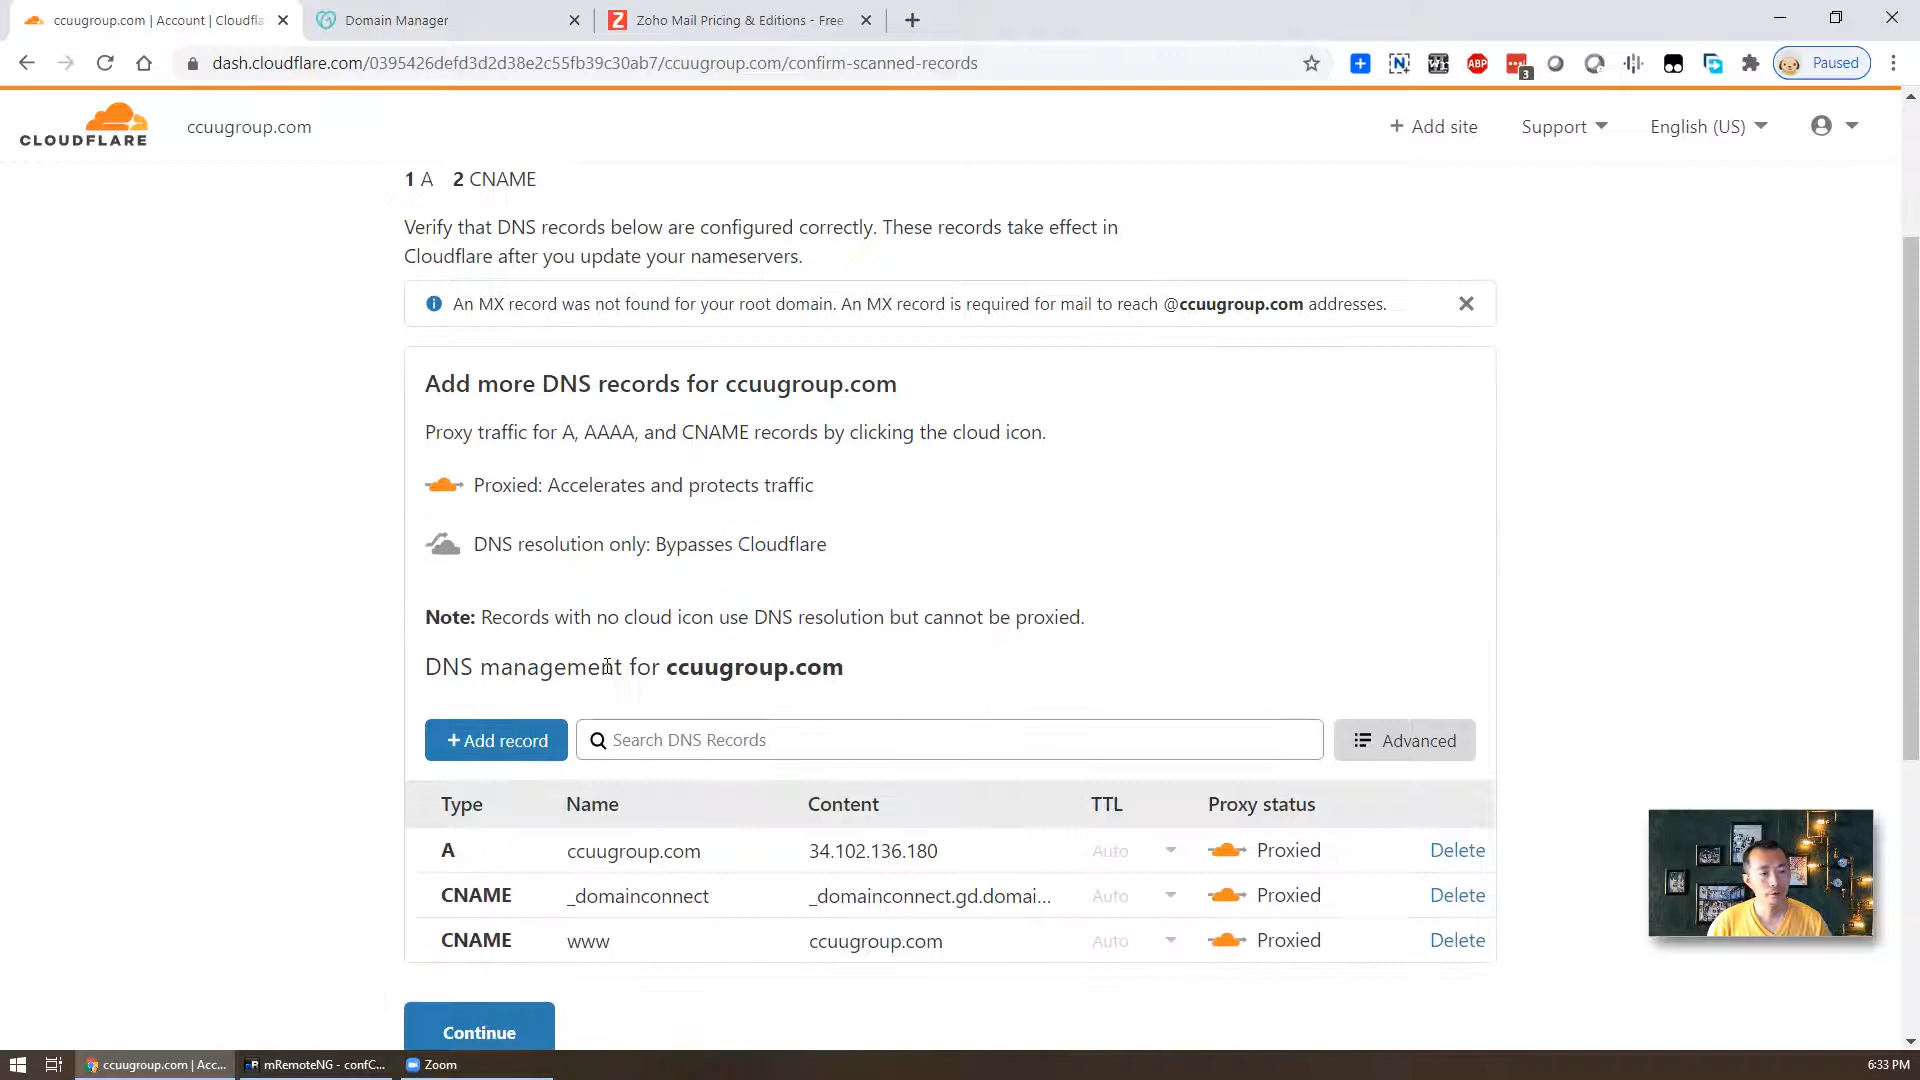 ccuugroup.com | Account | Cloudfla
Domain Manager
Zoho Mail Pricing & Editions - Free
dash.cloudflare.com/0395426defd3d2d38e2c55fb39c30ab7/ccuugroup.com/confirm-scanned-records
ABP
3
Paused
CLOUDFLARE
ccuugroup.com
+ Add site
Support
English (US)
1 A 2 CNAME
Verify that DNS records below are configured correctly. These records take effect in
Cloudflare after you update your nameservers.
An MX record was not found for your root domain. An MX record is required for mail to reach @ccuugroup.com addresses.
Add more DNS records for ccuugroup.com
Proxy traffic for A, AAAA, and CNAME records by clicking the cloud icon.
Proxied: Accelerates and protects traffic
DNS resolution only: Bypasses Cloudflare
Note: Records with no cloud icon use DNS resolution but cannot be proxied.
DNS management for ccuugroup.com
+ Add record
Search DNS Records
Advanced
Type Name Content TTL Proxy status
A ccuugroup.com 34.102.136.180 Auto Proxied Delete
CNAME _domainconnect _domainconnect.gd.domai... Auto Proxied Delete
CNAME www ccuugroup.com Auto Proxied Delete
Continue
ccuugroup.com | Acc...
mRemoteNG - confC...
Zoom
6:33 PM